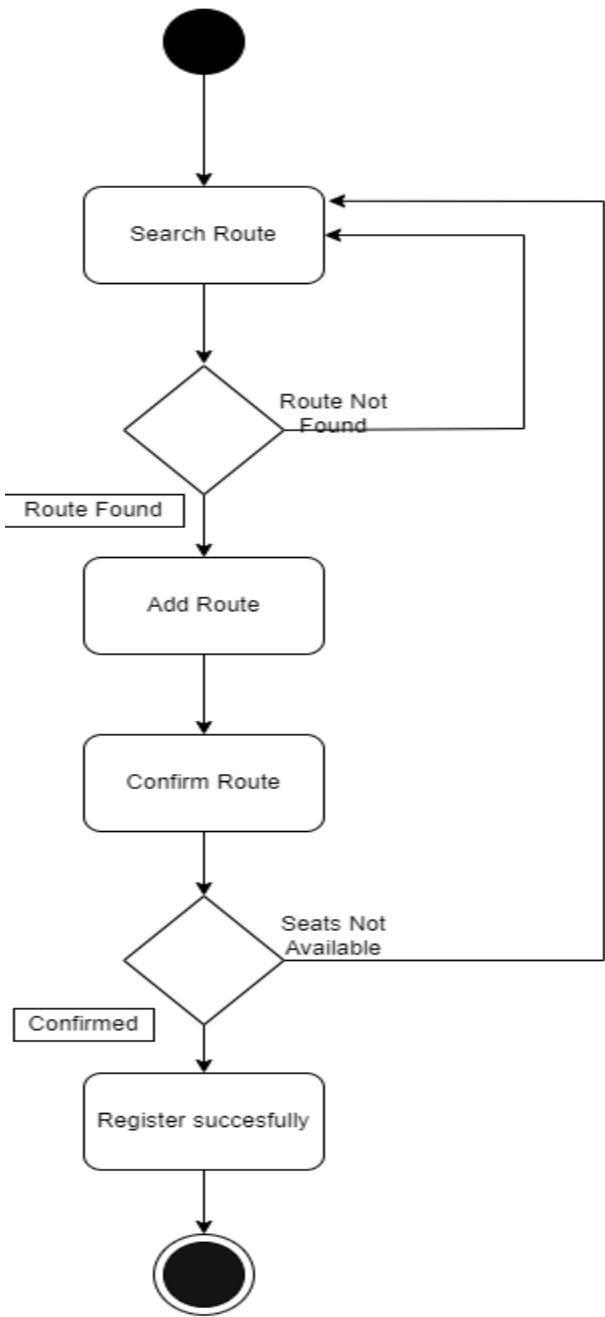 Search Route
Route Not
Found
Route Found
Add Route
Confirm Route
Seats Not
Available
Confirmed
Register succesfully